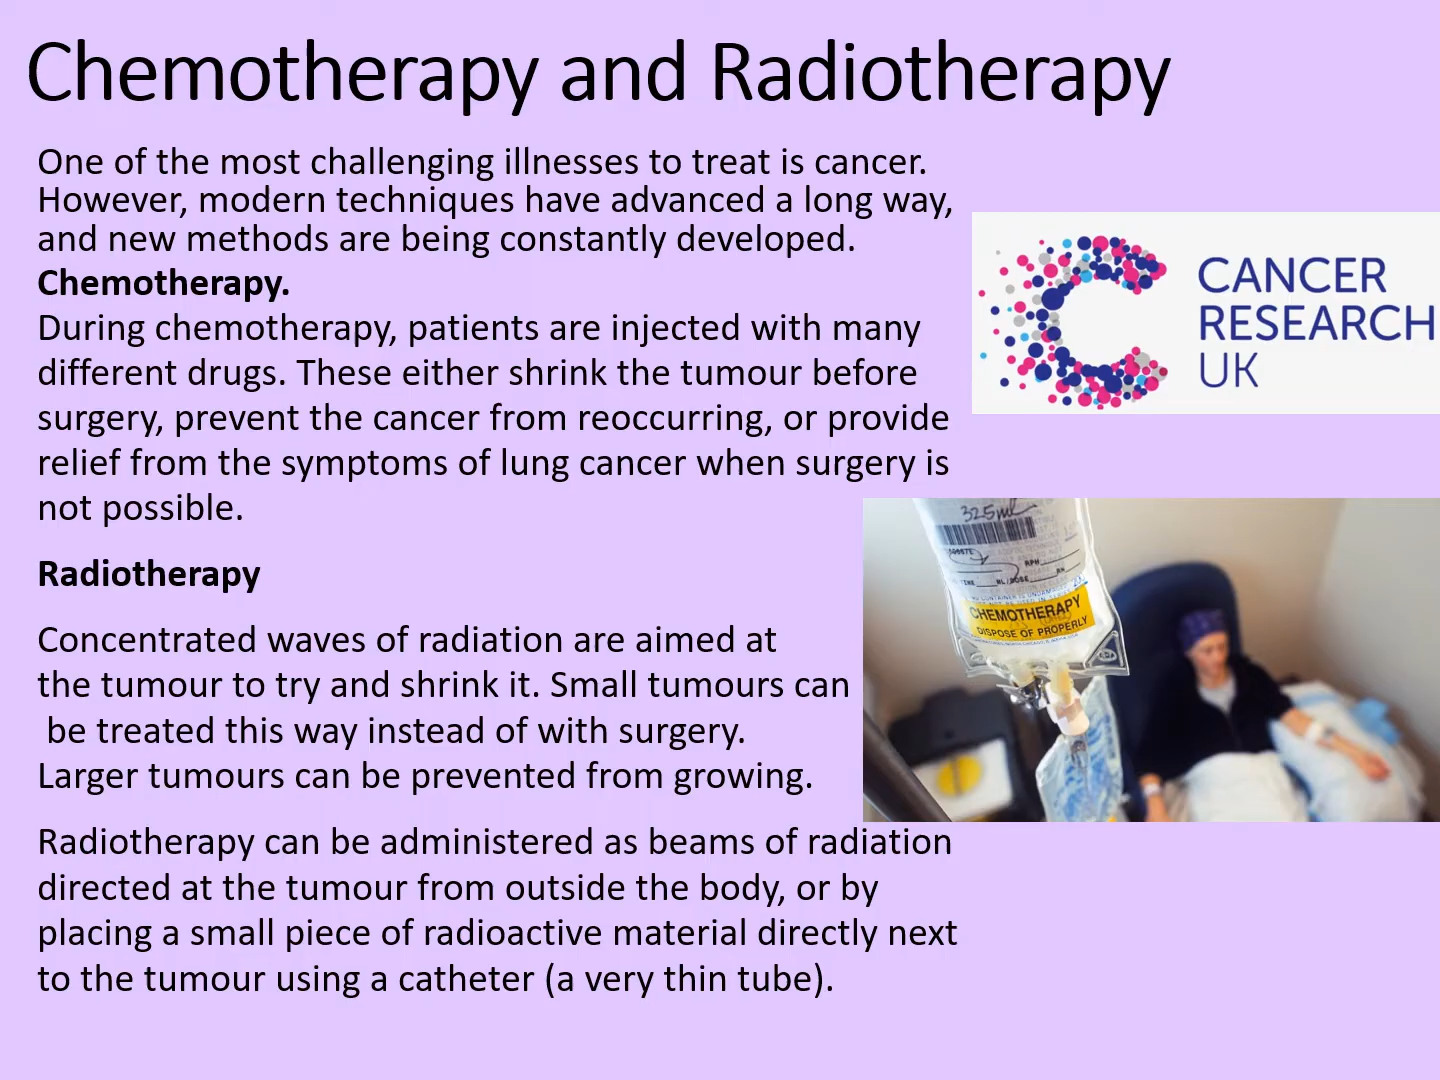 Chemotherapy and Radiotherapy
One of the most challenging illnesses to treat is cancer.
However, modern techniques have advanced a long way,
and new methods are being constantly developed.
Chemotherapy.
During chemotherapy, patients are injected with many
different drugs. These either shrink the tumour before
surgery, prevent the cancer from reoccurring, or provide
relief from the symptoms of lung cancer when surgery is
not possible.
Radiotherapy
Concentrated waves of radiation are aimed at
the tumour to try and shrink it. Small tumours can
be treated this way instead of with surgery.
Larger tumours can be prevented from growing.
Radiotherapy can be administered as beams of radiation
directed at the tumour from outside the body, or by
placing a small piece of radioactive material directly next
to the tumour using a catheter (a very thin tube).
CANCER
RESEARCH
UK
325ml
RPH
CHEMOTHERAPY
DISPOSE OF PROPERLY